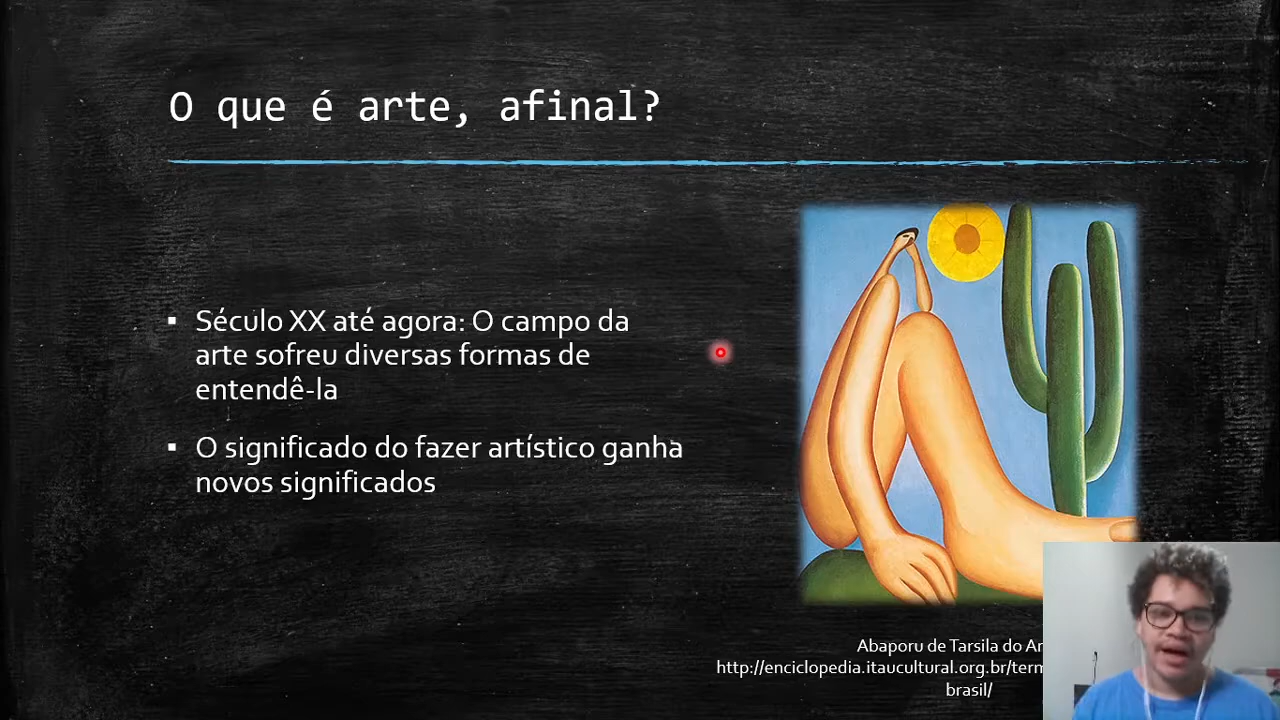 O que é arte, afinal?
▪ Século XX até agora: O campo da
arte sofreu diversas formas de
entendê-la
▪ O significado do fazer artístico ganha
novos significados
Abaporu de Tarsila do
http://enciclopedia.itaucultural.org.br/
brasil/